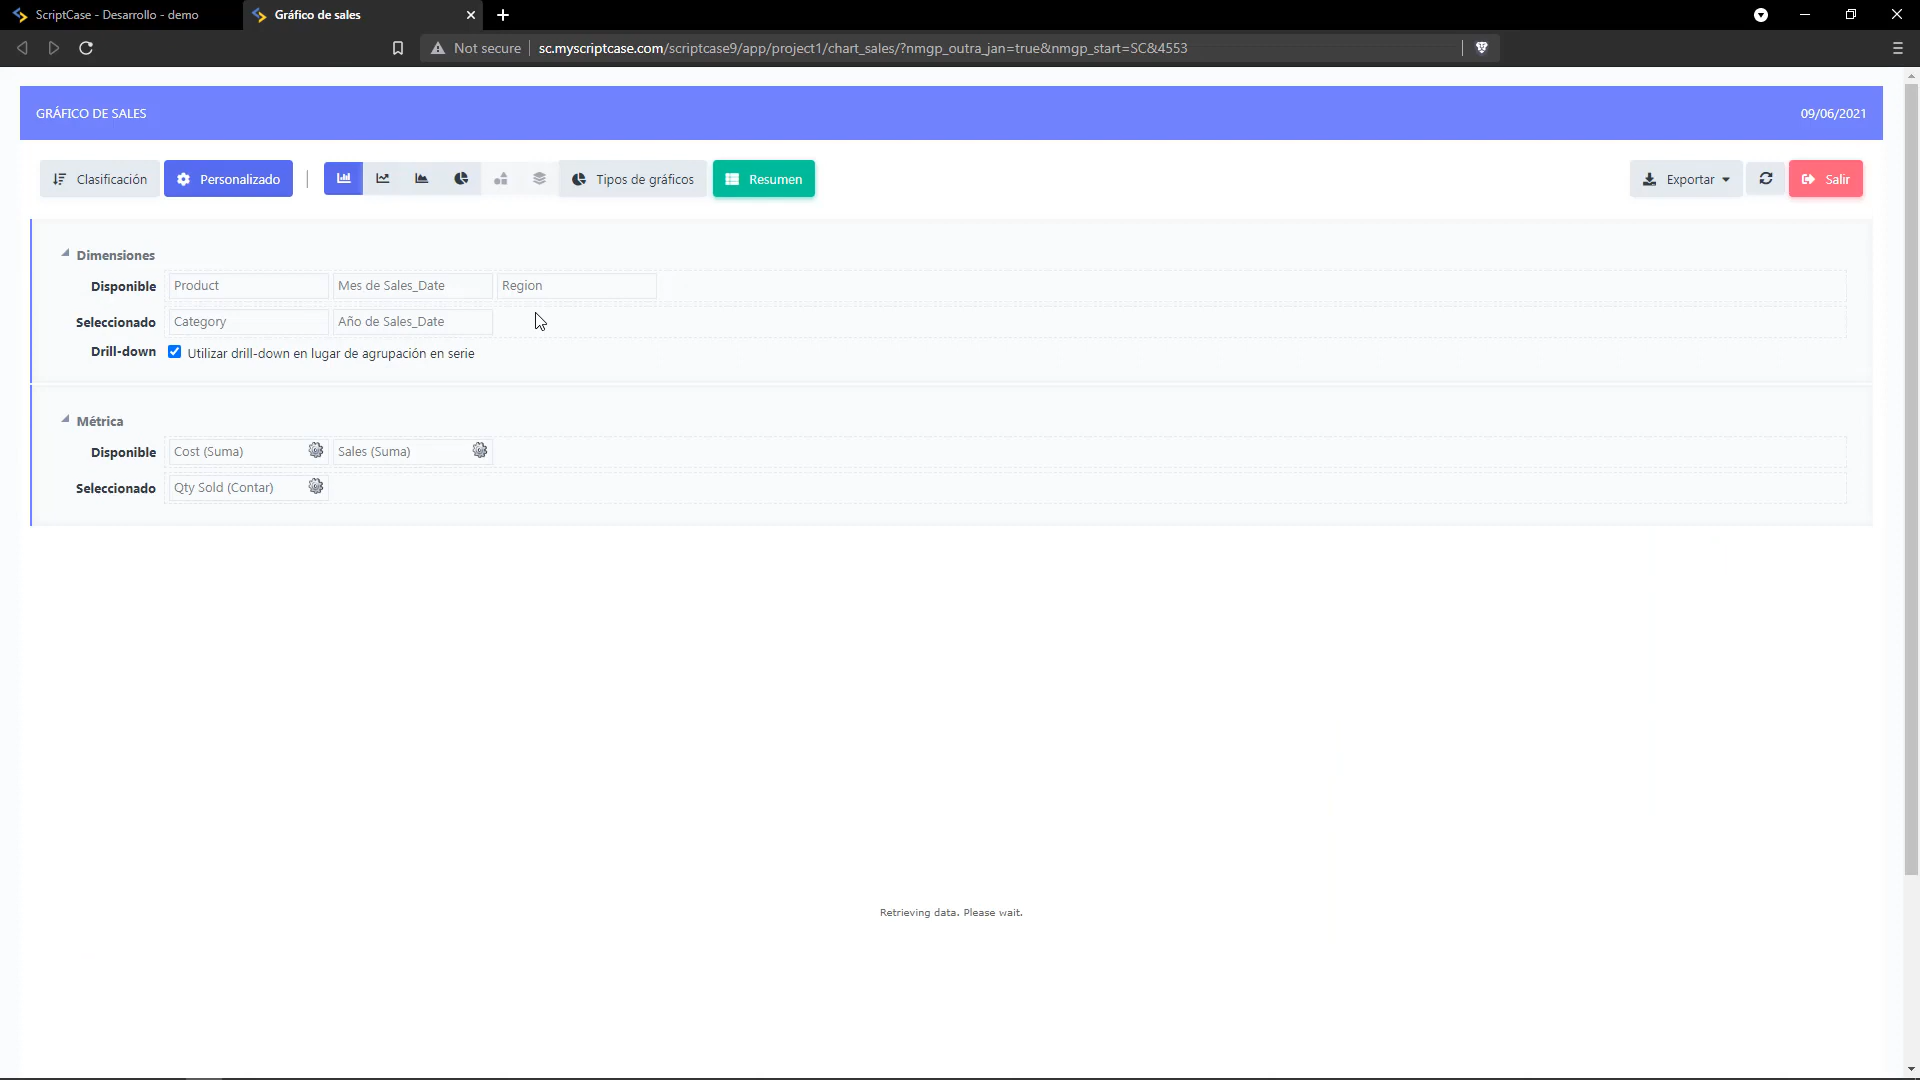 ScriptCase - Desarrollo - demo
Gráfico de sales
Not secure
sc.myscriptcase.com/scriptcase9/app/project1/chart_sales/?nmgp_outra_jan=true&nmgp_start=SC&l4553
GRÁFICO DE SALES
09/06/2021
Clasificación
Personalizado
Tipos de gráficos
Resumen
Exportar
Salir
Dimensiones
Disponible
Product
Mes de Sales_Date
Region
Seleccionado
Category
Año de Sales_Date
Drill-down
Utilizar drill-down en lugar de agrupación en serie
Métrica
Disponible
Cost (Suma)
Sales (Suma)
Seleccionado
Qty Sold (Contar)
Retrieving data. Please wait.